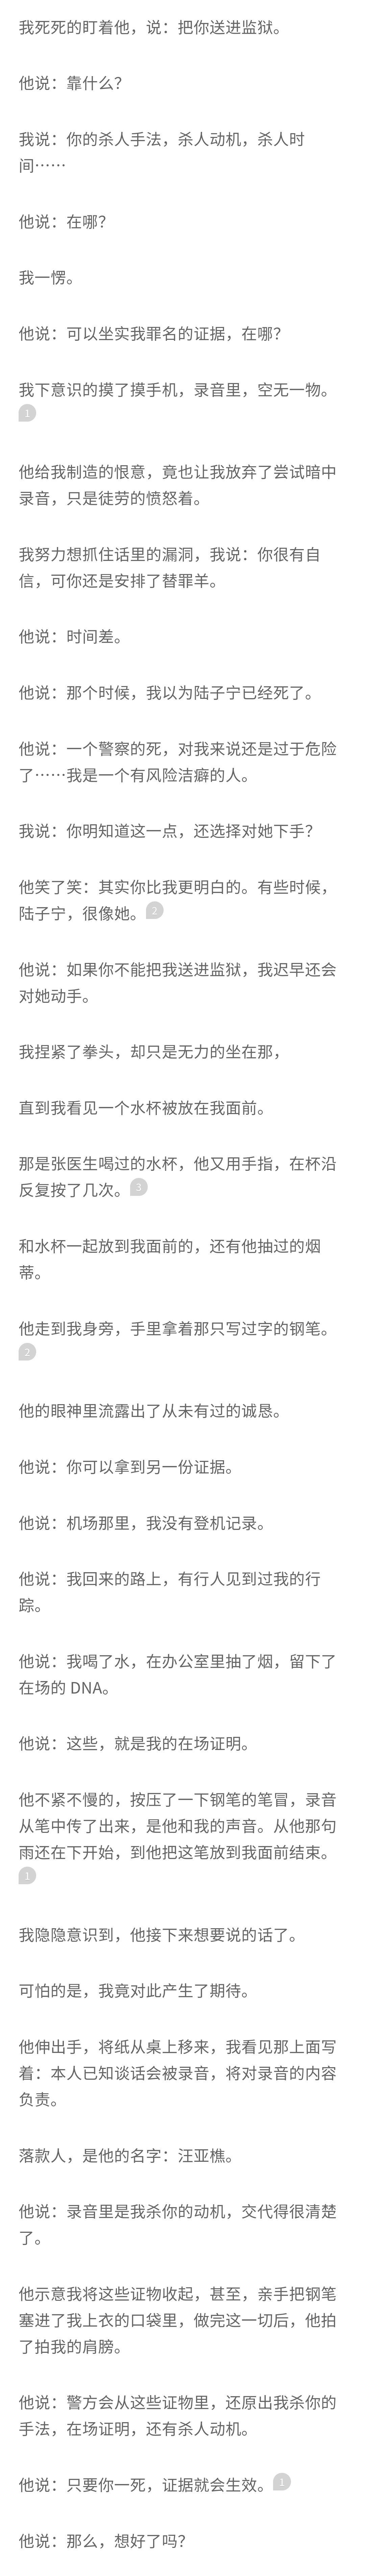 我死死的盯着他，说：把你送进监狱。
他说：靠什么？
我说：你的杀人手法，杀人动机，杀人时
间……
他说：在哪？
我一愣。
他说：可以坐实我罪名的证据，在哪？
我下意识的摸了摸手机，录音里，空无一物。
1
他给我制造的恨意，竟也让我放弃了尝试暗中
录音，只是徒劳的愤怒着。
我努力想抓住话里的漏洞，我说：你很有自
信，可你还是安排了替罪羊。
他说：时间差。
他说：那个时候，我以为陆子宁已经死了。
他说：一个警察的死，对我来说还是过于危险
了……我是一个有风险洁癖的人。
我说：你明知道这一点，还选择对她下手？
他笑了笑：其实你比我更明白的。有些时候，
陆子宁，很像她。2
他说：如果你不能把我送进监狱，我迟早还会
对她动手。
我捏紧了拳头，却只是无力的坐在那，
直到我看见一个水杯被放在我面前。
那是张医生喝过的水杯，他又用手指，在杯沿
反复按了几次。3
和水杯一起放到我面前的，还有他抽过的烟
蒂。
他走到我身旁，手里拿着那只写过字的钢笔。
2
他的眼神里流露出了从未有过的诚恳。
他说：你可以拿到另一份证据。
他说：机场那里，我没有登机记录。
他说：我回来的路上，有行人见到过我的行
踪。
他说：我喝了水，在办公室里抽了烟，留下了
在场的 DNA。
他说：这些，就是我的在场证明。
他不紧不慢的，按压了一下钢笔的笔冒，录音
从笔中传了出来，是他和我的声音。从他那句
雨还在下开始，到他把这笔放到我面前结束。
1
我隐隐意识到，他接下来想要说的话了。
可怕的是，我竟对此产生了期待。
他伸出手，将纸从桌上移来，我看见那上面写
着：本人已知谈话会被录音，将对录音的内容
负责。
落款人，是他的名字：汪亚樵。
他说：录音里是我杀你的动机，交代得很清楚
了。
他示意我将这些证物收起，甚至，亲手把钢笔
塞进了我上衣的口袋里，做完这一切后，他拍
了拍我的肩膀。
他说：警方会从这些证物里，还原出我杀你的
手法，在场证明，还有杀人动机。
他说：只要你一死，证据就会生效。1
他说：那么，想好了吗？